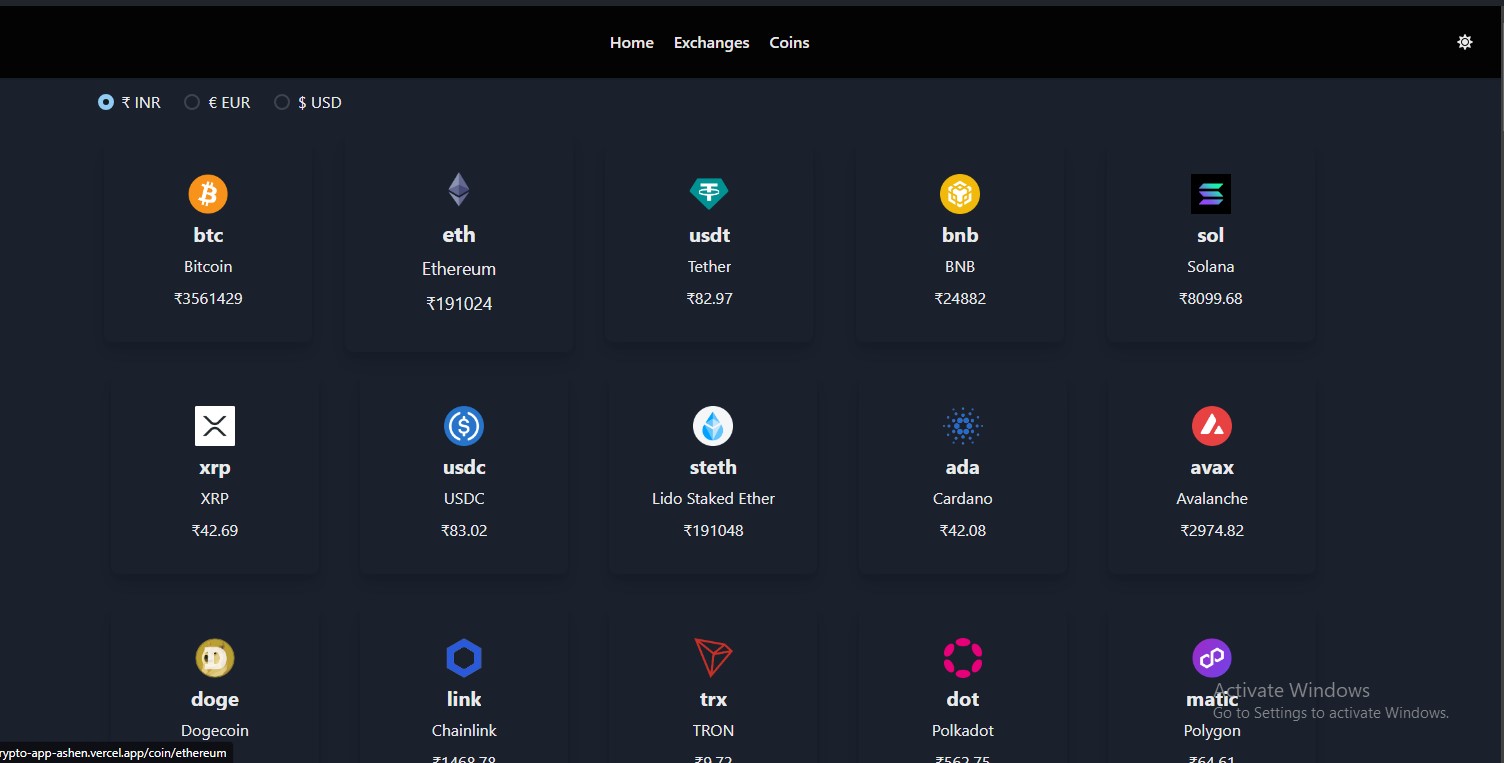 Home Exchanges Coins
₹ INR € EUR $ USD
btc eth usdt bnb sol
Bitcoin Ethereum Tether BNB Solana
₹3561429 ₹191024 ₹82.97 ₹24882 ₹8099.68
xrp usdc steth ada avax
XRP USDC Lido Staked Ether Cardano Avalanche
₹42.69 ₹83.02 ₹191048 ₹42.08 ₹2974.82
doge link trx dot matic
Activate Windows
Go to Settings to activate Windows.
Dogecoin Chainlink TRON Polkadot Polygon
rypto-app-ashen.vercel.app/coin/ethereum
₹1468.78 ₹9.72 ₹562.75 ₹64.61